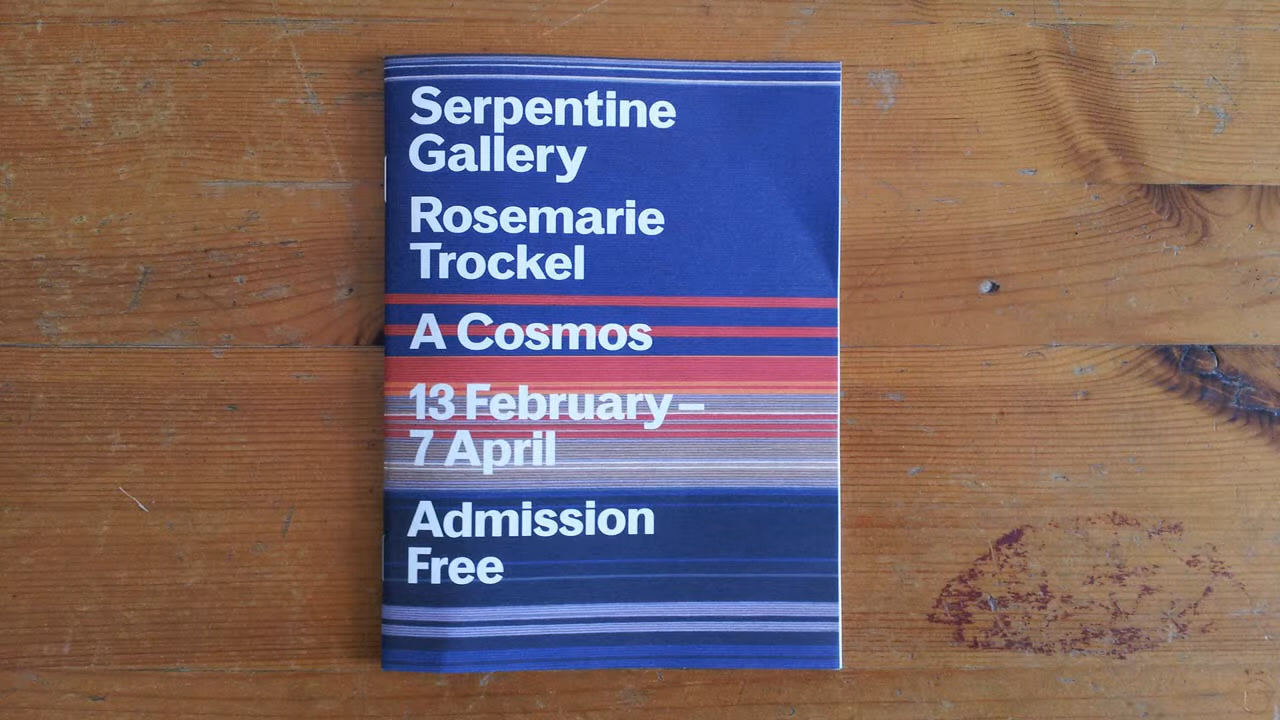 Serpentine
Gallery
Rosemarie
Trockel
A Cosmos
13 February–
7 April
Admission
Free